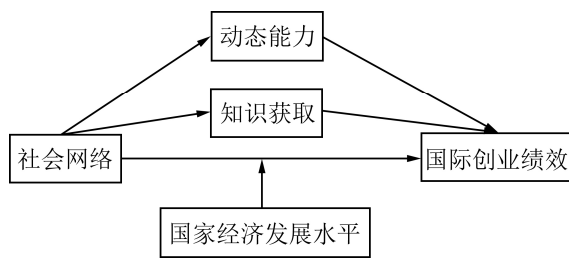 动态能力
知识获取
社会网络
国际创业绩效
国家经济发展水平